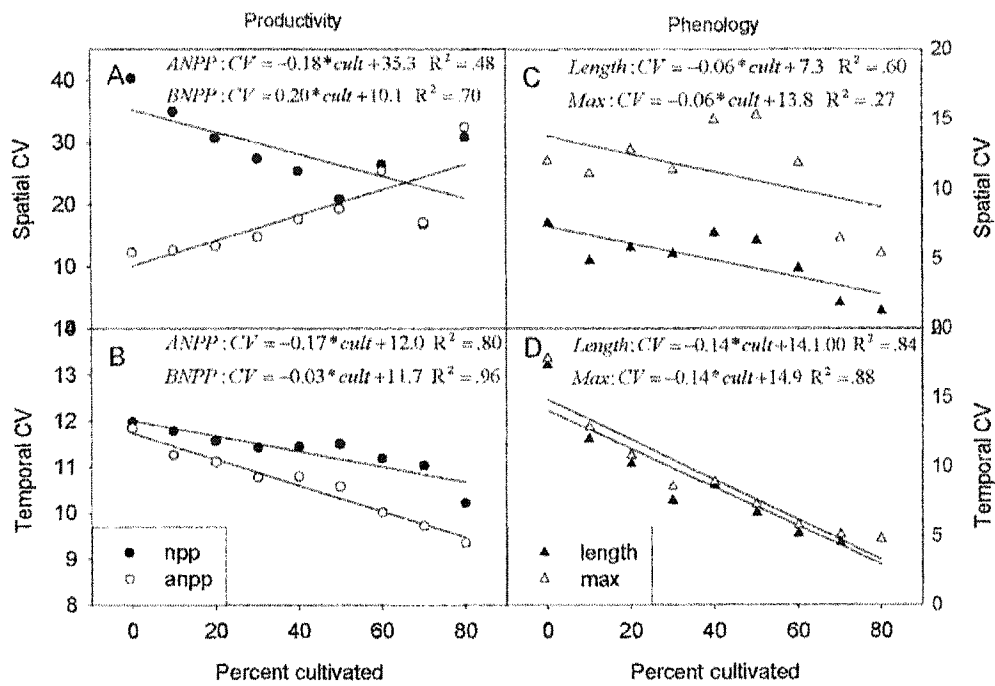 Productivity
Phenology
A
ANPP : CV = −0.18* cult + 35.3 R² = .48
BNPP : CV = 0.20* cult + 10.1 R² = .70
40
30
20
10
Spatial CV
C
Length : CV = −0.06* cult + 7.3 R² = .60
Max : CV = −0.06* cult + 13.8 R² = .27
20
15
10
5
Spatial CV
B
ANPP : CV = −0.17* cult + 12.0 R² = .80
BNPP : CV = −0.03* cult + 11.7 R² = .96
13
12
11
10
9
8
Temporal CV
npp
anpp
D
Length : CV = −0.14* cult + 14.1.00 R² = .84
Max : CV = −0.14* cult + 14.9 R² = .88
20
15
10
5
0
Temporal CV
length
max
0 20 40 60 80
0 20 40 60 80
Percent cultivated
Percent cultivated